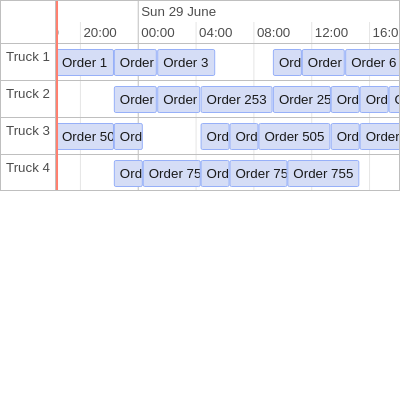 Sun 29 June
20:00 00:00 04:00 08:00 12:00 16:0
Truck 1 Order 1 Order Order 3 Ord Order Order 6
Truck 2 Order Order Order 253 Order 25 Ord Ord
Truck 3 Order 50 Ord Ord Ord Order 505 Ord Order
Truck 4 Ord Order 75 Ord Order 75 Order 755